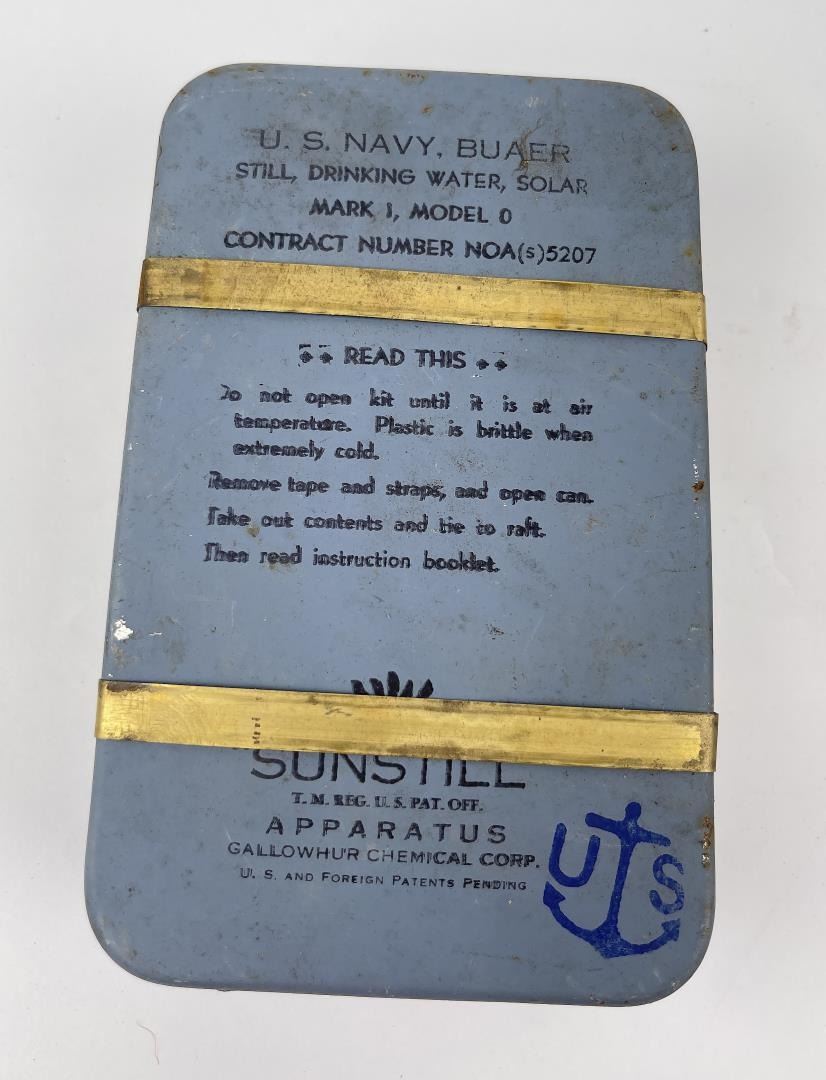 U. S. NAVY, BUAER
STILL, DRINKING WATER, SOLAR
MARK 1, MODEL 0
CONTRACT NUMBER NOA(s)5207
READ THIS
Do not open kit until it is at air
temperature. Plastic is brittle when
extremely cold.
Remove tape and straps, and open can.
Take out contents and tie to raft.
Then read instruction booklet.
SUNSTILL
T. M. REG. U. S. PAT. OFF.
APPARATUS
GALLOWHUR CHEMICAL CORP.
U. S. AND FOREIGN PATENTS PENDING
US